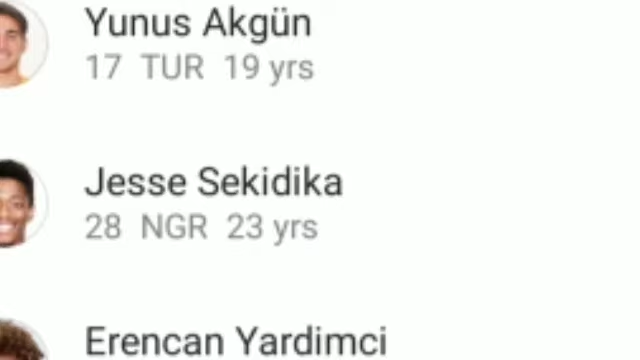 Yunus Akgün
17 TUR 19 yrs
Jesse Sekidika
28 NGR 23 yrs
Erencan Yardimci